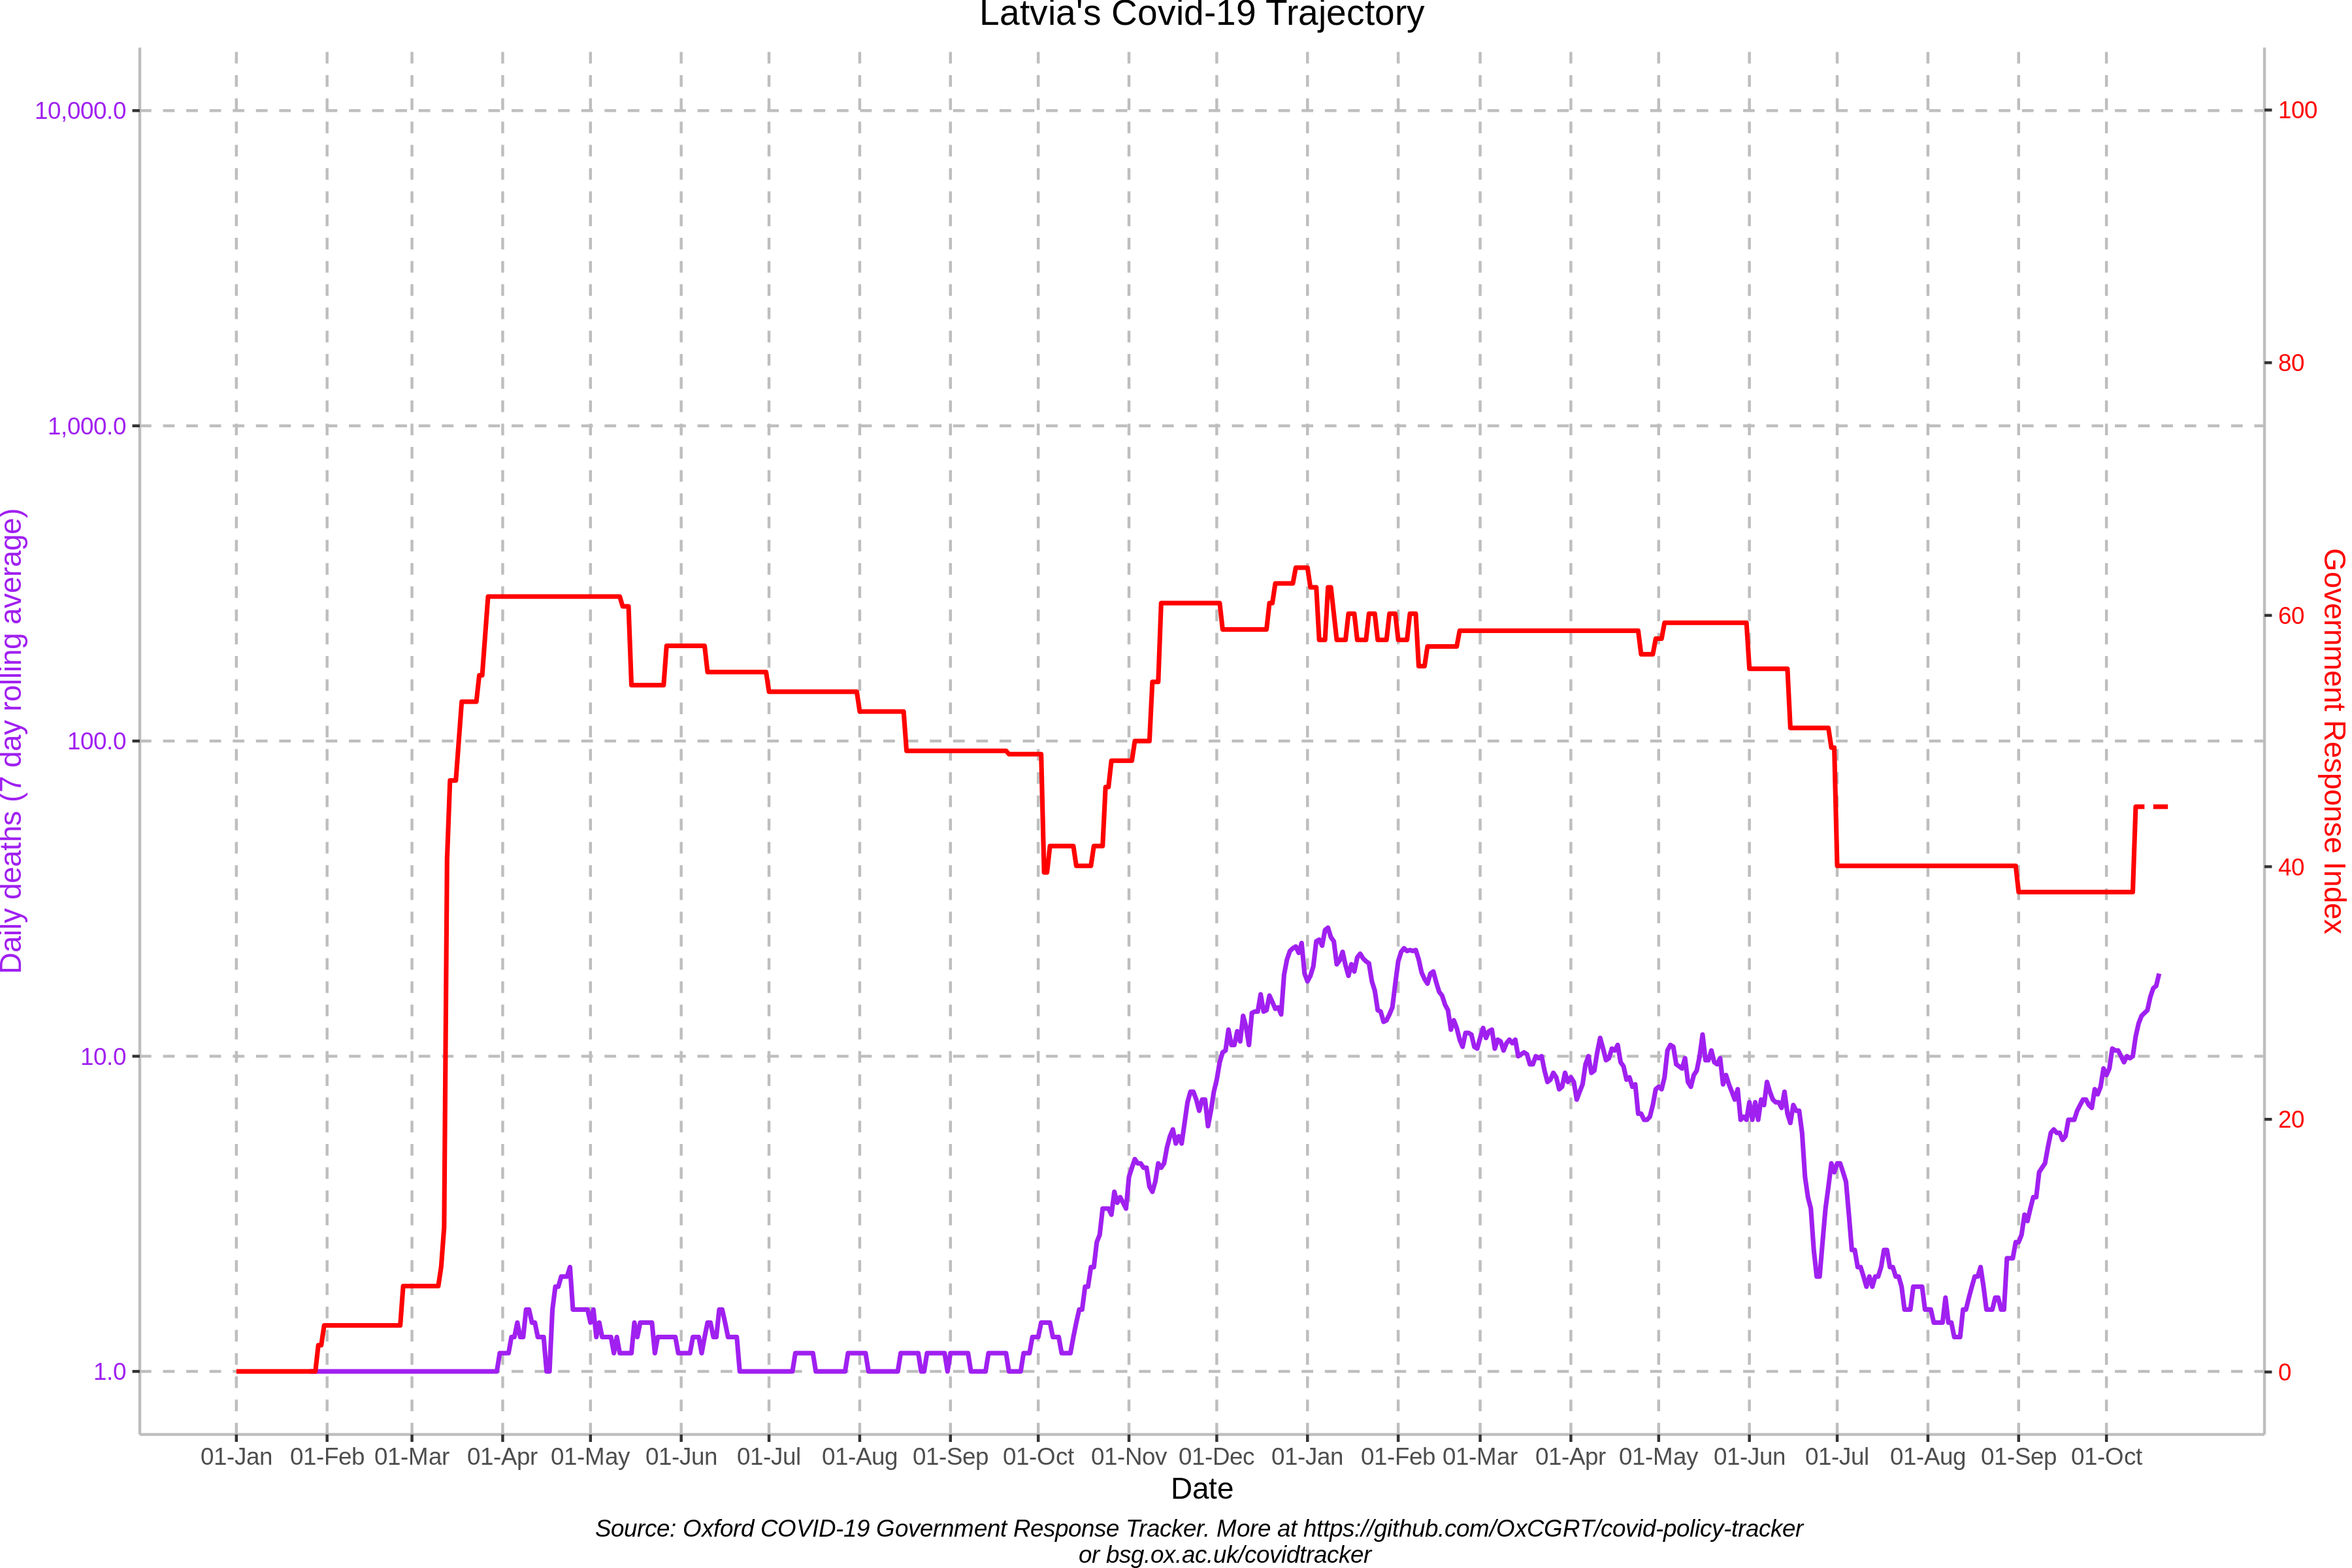 Latvia's Covid-19 Trajectory
10,000.0
1,000.0
100.0
10.0
1.0
Daily deaths (7 day rolling average)
100
80
60
40
20
0
Government Response Index
01-Jan 01-Feb 01-Mar 01-Apr 01-May 01-Jun 01-Jul 01-Aug 01-Sep 01-Oct 01-Nov 01-Dec 01-Jan 01-Feb 01-Mar 01-Apr 01-May 01-Jun 01-Jul 01-Aug 01-Sep 01-Oct
Date
Source: Oxford COVID-19 Government Response Tracker. More at https://github.com/OxCGRT/covid-policy-tracker
or bsg.ox.ac.uk/covidtracker